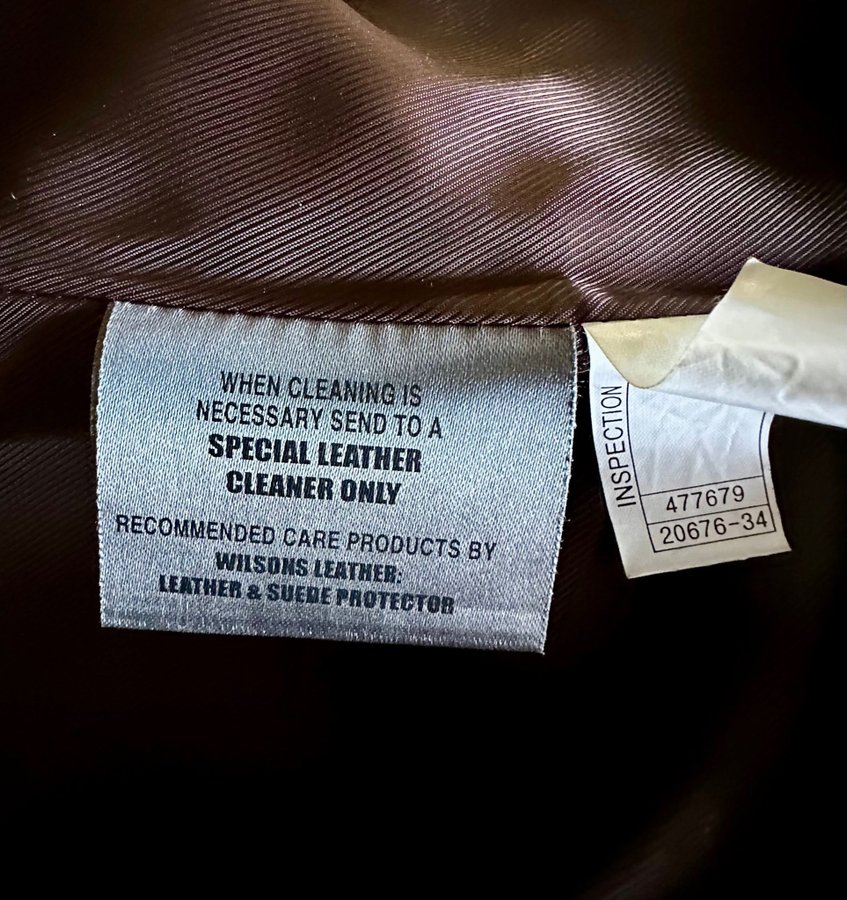 WHEN CLEANING IS
NECESSARY SEND TO A
SPECIAL LEATHER
CLEANER ONLY
RECOMMENDED CARE PRODUCTS BY
WILSONS LEATHER:
LEATHER & SUEDE PROTECTOR
INSPECTION
477679
20676-34